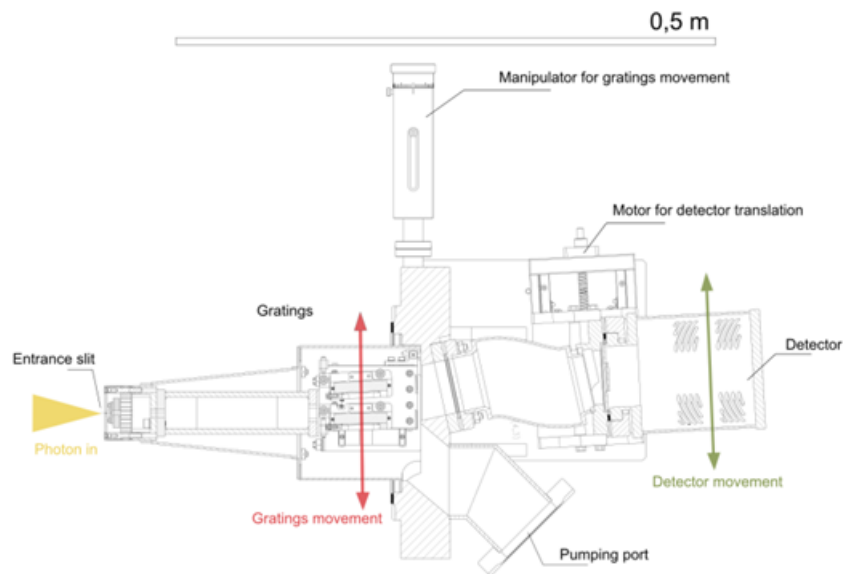 0,5 m
Manipulator for gratings movement
Motor for detector translation
Gratings
Entrance slit
Detector
Photon in
Detector movement
Gratings movement
Pumping port